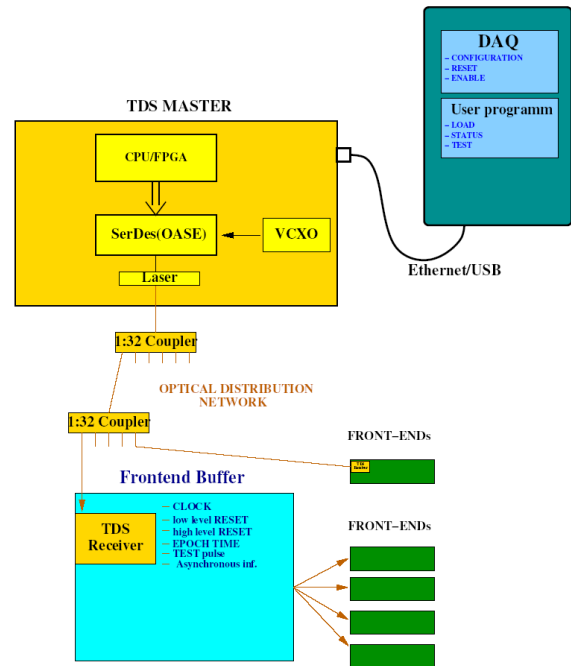 DAQ
– CONFIGURATION
– RESET
– ENABLE
User programm
– LOAD
– STATUS
– TEST
TDS MASTER
CPU/FPGA
SerDes(OASE)
VCXO
Laser
Ethernet/USB
1:32 Coupler
OPTICAL DISTRIBUTION
NETWORK
1:32 Coupler
FRONT–ENDs
TDS
Frontend Buffer
TDS
Receiver
CLOCK
low level RESET
high level RESET
EPOCH TIME
TEST pulse
Asynchronous inf.
FRONT–ENDs